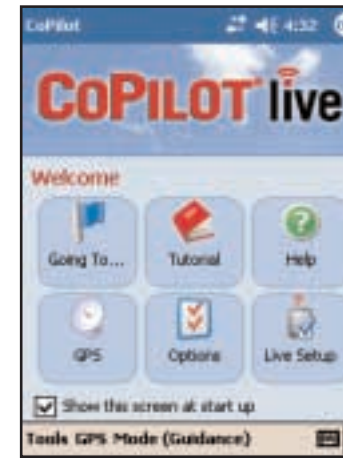 CoPilot 4:32
COPILOT live
Welcome
Going To... Tutorial Help
GPS Options Live Setup
Show this screen at start up
Tools GPS Mode (Guidance)